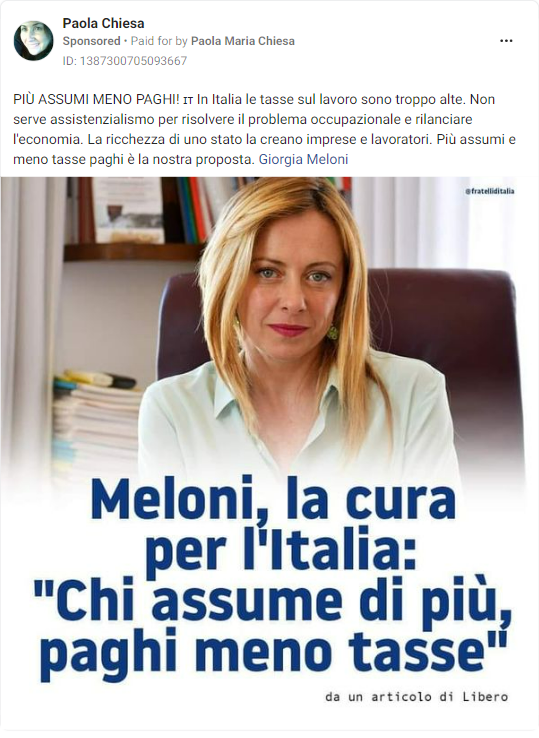 Paola Chiesa
Sponsored • Paid for by Paola Maria Chiesa
ID: 1387300705093667
PIÙ ASSUMI MENO PAGHI! ɪᴛ In Italia le tasse sul lavoro sono troppo alte. Non
serve assistenzialismo per risolvere il problema occupazionale e rilanciare
l'economia. La ricchezza di uno stato la creano imprese e lavoratori. Più assumi e
meno tasse paghi è la nostra proposta. Giorgia Meloni
@fratelliditalia
Meloni, la cura
per l'Italia:
"Chi assume di più,
paghi meno tasse"
da un articolo di Libero